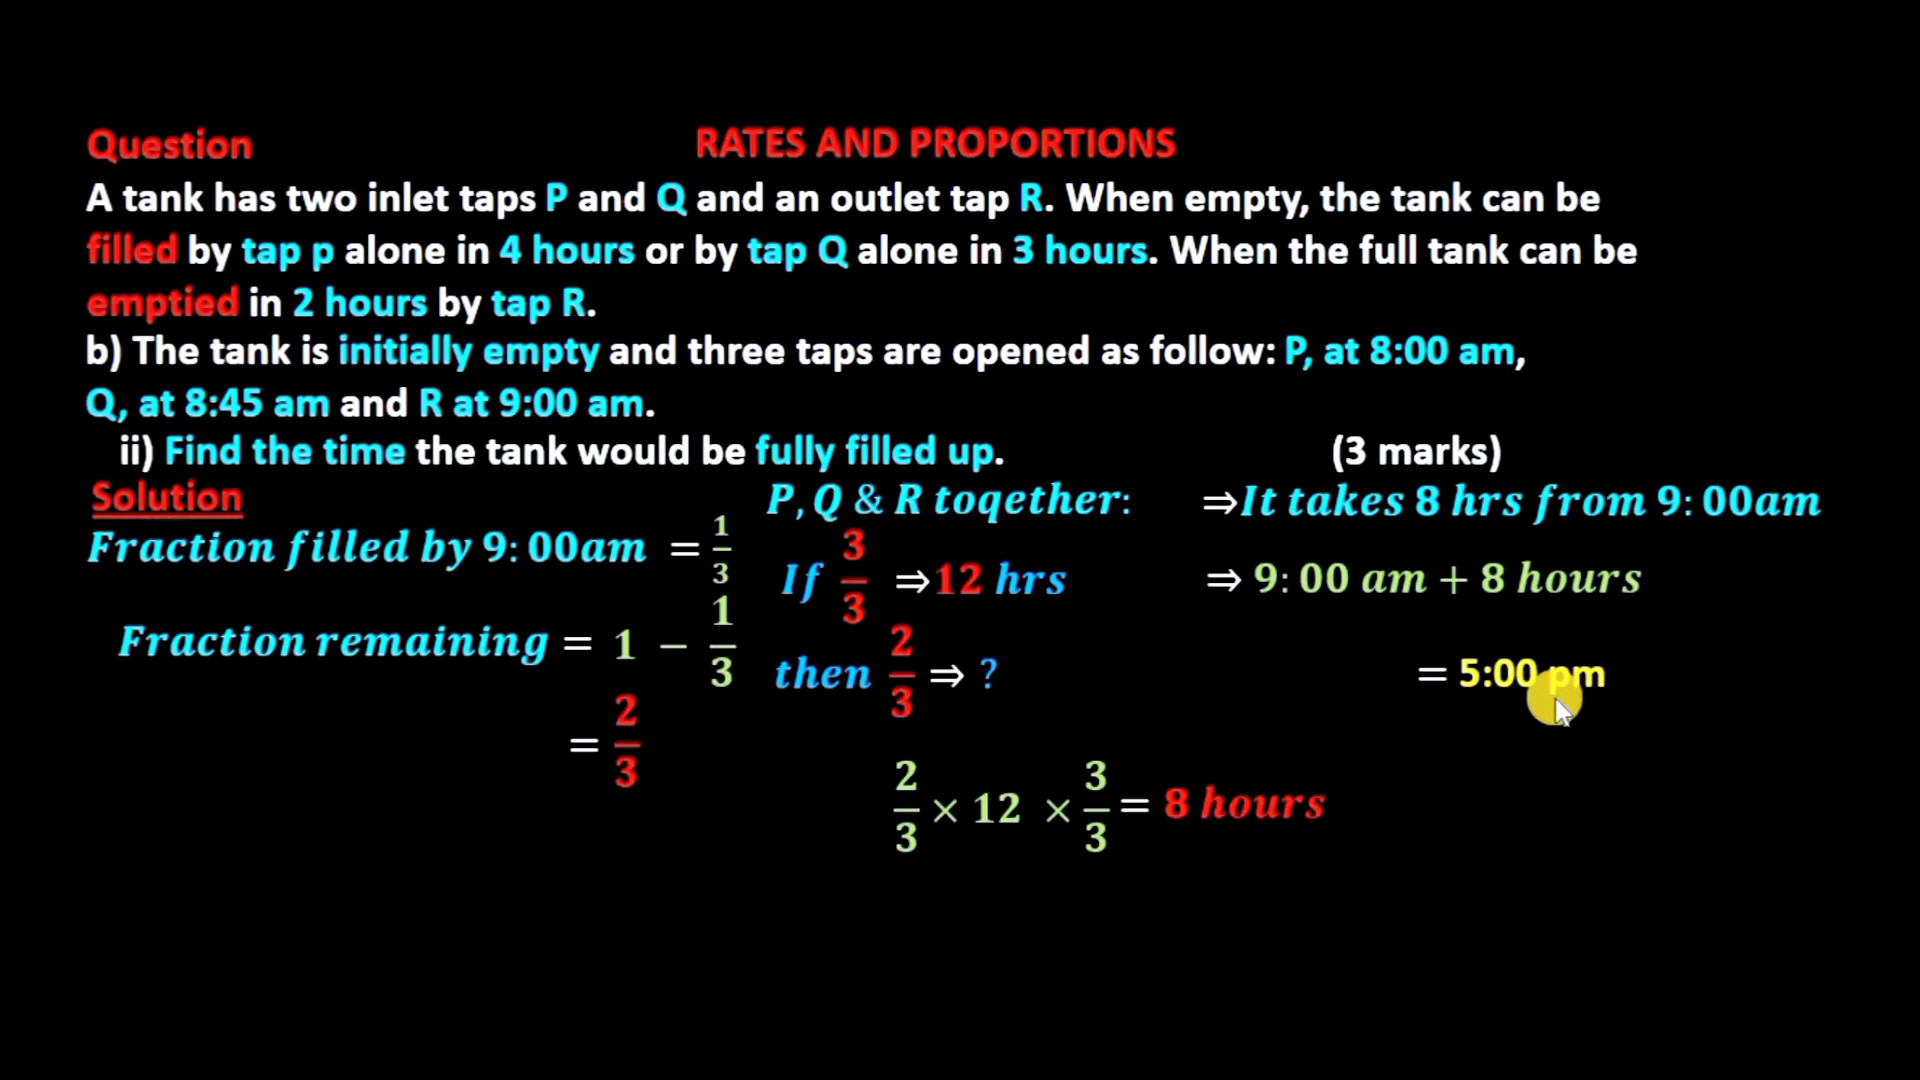 Question
RATES AND PROPORTIONS
A tank has two inlet taps P and Q and an outlet tap R. When empty, the tank can be
filled by tap p alone in 4 hours or by tap Q alone in 3 hours. When the full tank can be
emptied in 2 hours by tap R.
b) The tank is initially empty and three taps are opened as follow: P, at 8:00 am,
Q, at 8:45 am and R at 9:00 am.
ii) Find the time the tank would be fully filled up. (3 marks)
Solution
Fraction filled by 9:00am = 1/3
Fraction remaining = 1 − 1/3
= 2/3
P, Q & R together:
If 3/3 ⇒12 hrs
then 2/3 ⇒ ?
2/3 × 12 × 3/3 = 8 hours
⇒It takes 8 hrs from 9:00am
⇒ 9:00 am + 8 hours
= 5:00 pm